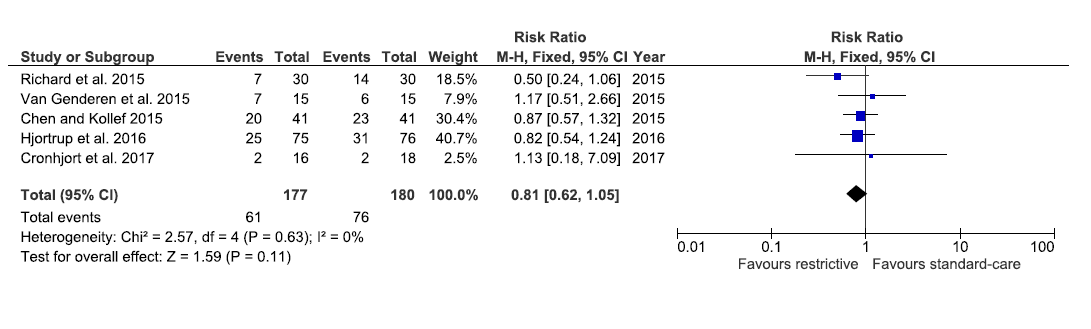 Risk Ratio Risk Ratio
Study or Subgroup Events Total Events Total Weight M-H, Fixed, 95% CI Year M-H, Fixed, 95% CI
Richard et al. 2015 7 30 14 30 18.5% 0.50 [0.24, 1.06] 2015
Van Genderen et al. 2015 7 15 6 15 7.9% 1.17 [0.51, 2.66] 2015
Chen and Kollef 2015 20 41 23 41 30.4% 0.87 [0.57, 1.32] 2015
Hjortrup et al. 2016 25 75 31 76 40.7% 0.82 [0.54, 1.24] 2016
Cronhjort et al. 2017 2 16 2 18 2.5% 1.13 [0.18, 7.09] 2017
Total (95% CI) 177 180 100.0% 0.81 [0.62, 1.05]
Total events 61 76
Heterogeneity: Chi² = 2.57, df = 4 (P = 0.63); I² = 0%
Test for overall effect: Z = 1.59 (P = 0.11)
0.01 0.1 1 10 100
Favours restrictive Favours standard-care